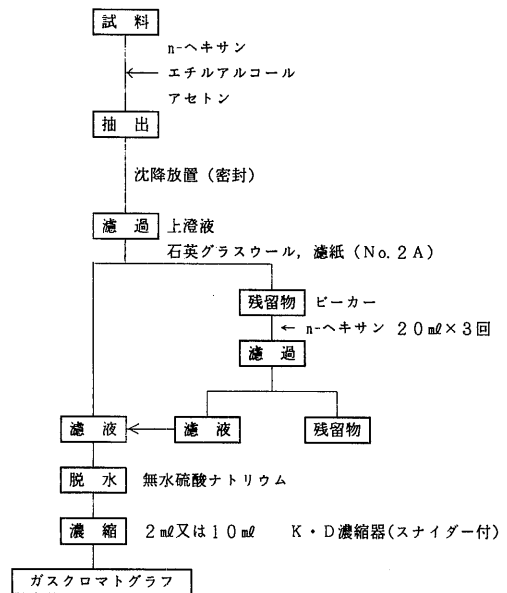 試料
n-ヘキサン
エチルアルコール
アセトン
抽出
沈降放置(密封)
濾過 上澄液
石英グラスウール,濾紙(No.2A)
残留物 ビーカー
n-ヘキサン 20㎖×3回
濾過
濾液 濾液 残留物
脱水 無水硫酸ナトリウム
濃縮 2㎖又は10㎖ K・D濃縮器(スナイダー付)
ガスクロマトグラフ